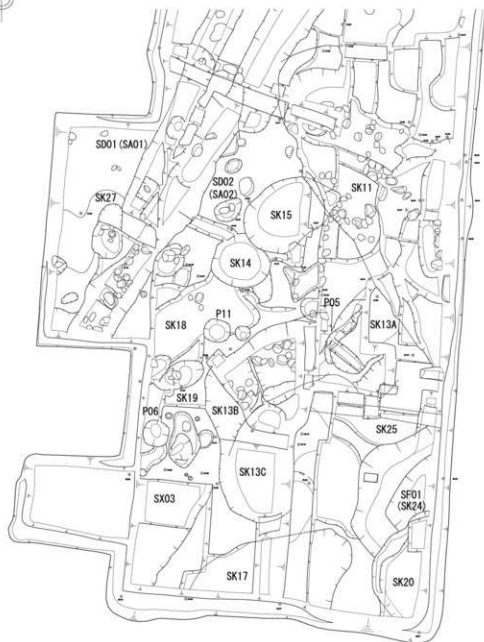 SD01 (SA01)
SK27
SD02
(SA02)
SK11
SK15
SK14
P11
P05
SK18
SK13A
SK19
SK13B
P06
SK25
SK13C
SX03
SF01
(SK24)
SK17
SK20